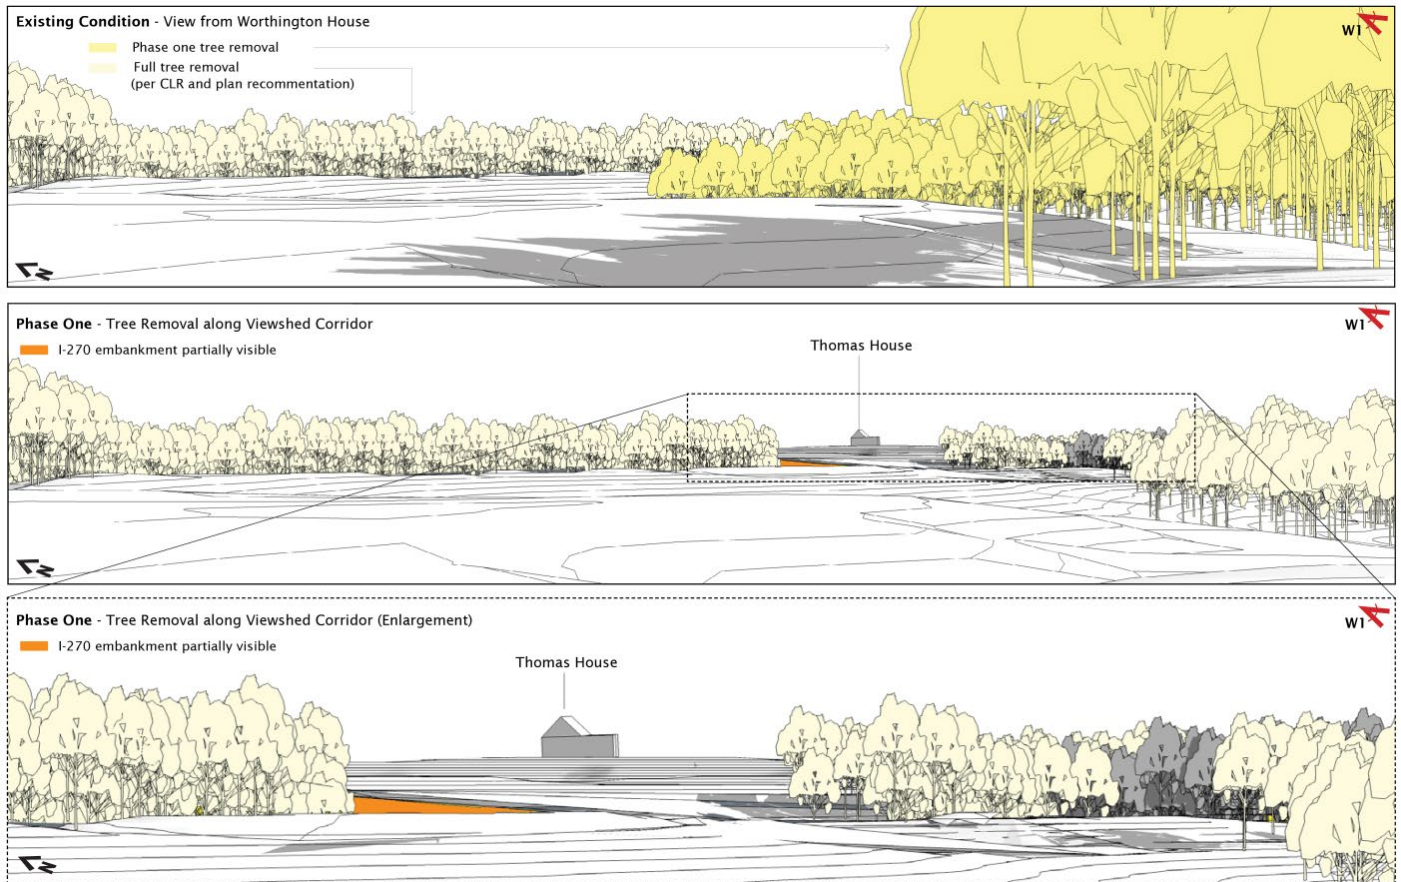 Existing Condition - View from Worthington House
W1
Phase one tree removal
Full tree removal
(per CLR and plan recommentation)
N
Phase One - Tree Removal along Viewshed Corridor
W1
I-270 embankment partially visible
Thomas House
N
Phase One - Tree Removal along Viewshed Corridor (Enlargement)
W1
I-270 embankment partially visible
Thomas House
N